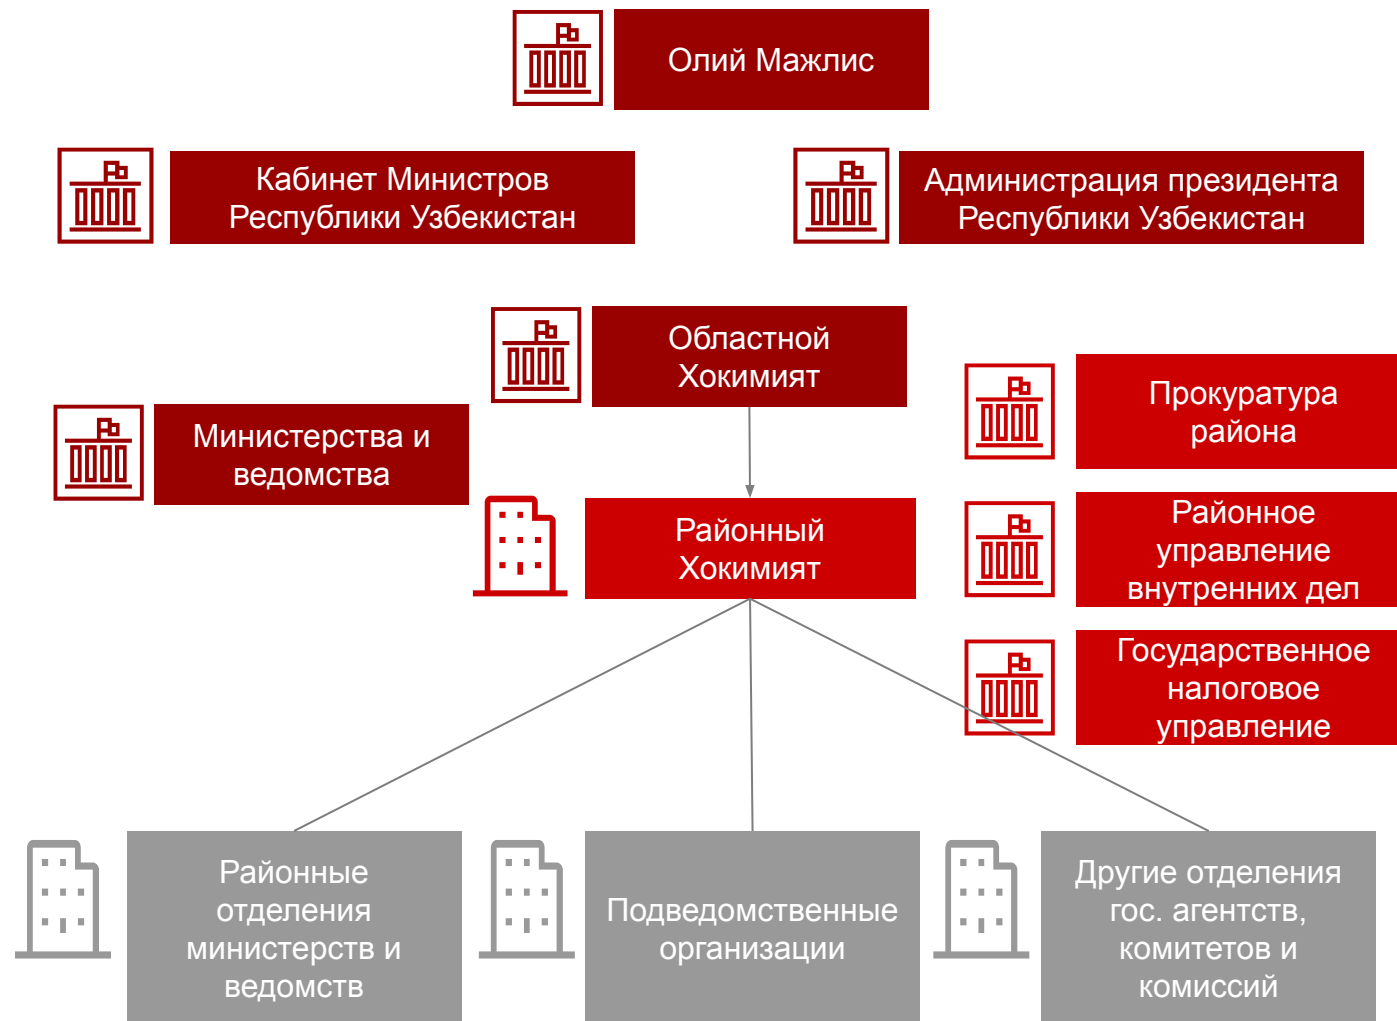 Олий Мажлис
Кабинет Министров
Республики Узбекистан
Администрация президента
Республики Узбекистан
Областной
Хокимият
Прокуратура
района
Министерства и
ведомства
Районный
Хокимият
Районное
управление
внутренних дел
Государственное
налоговое
управление
Районные
отделения
министерств и
ведомств
Подведомственные
организации
Другие отделения
гос. агентств,
комитетов и
комиссий